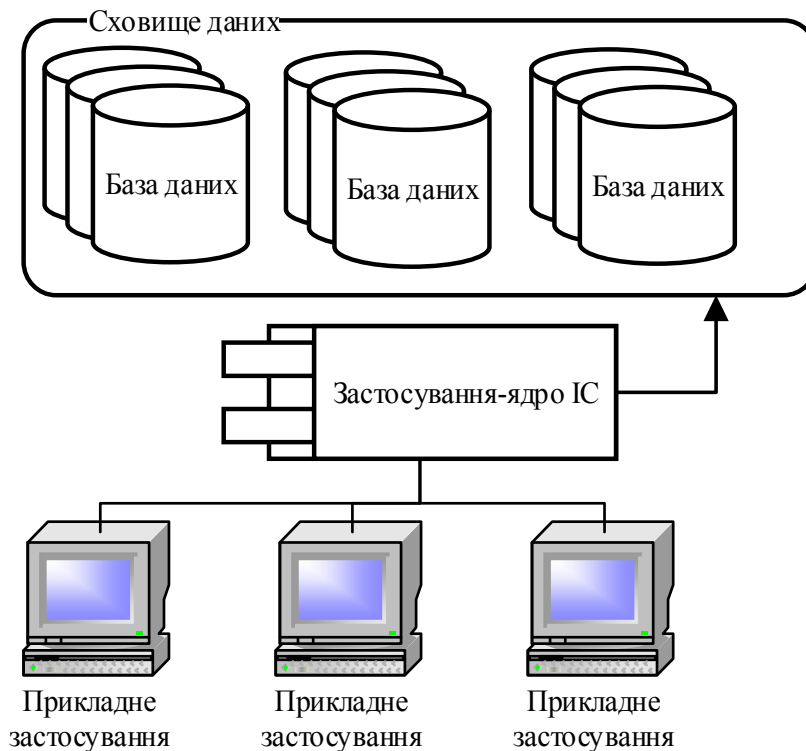 Сховище даних
База даних
База даних
База даних
Застосування-ядро ІС
Прикладне
застосування
Прикладне
застосування
Прикладне
застосування